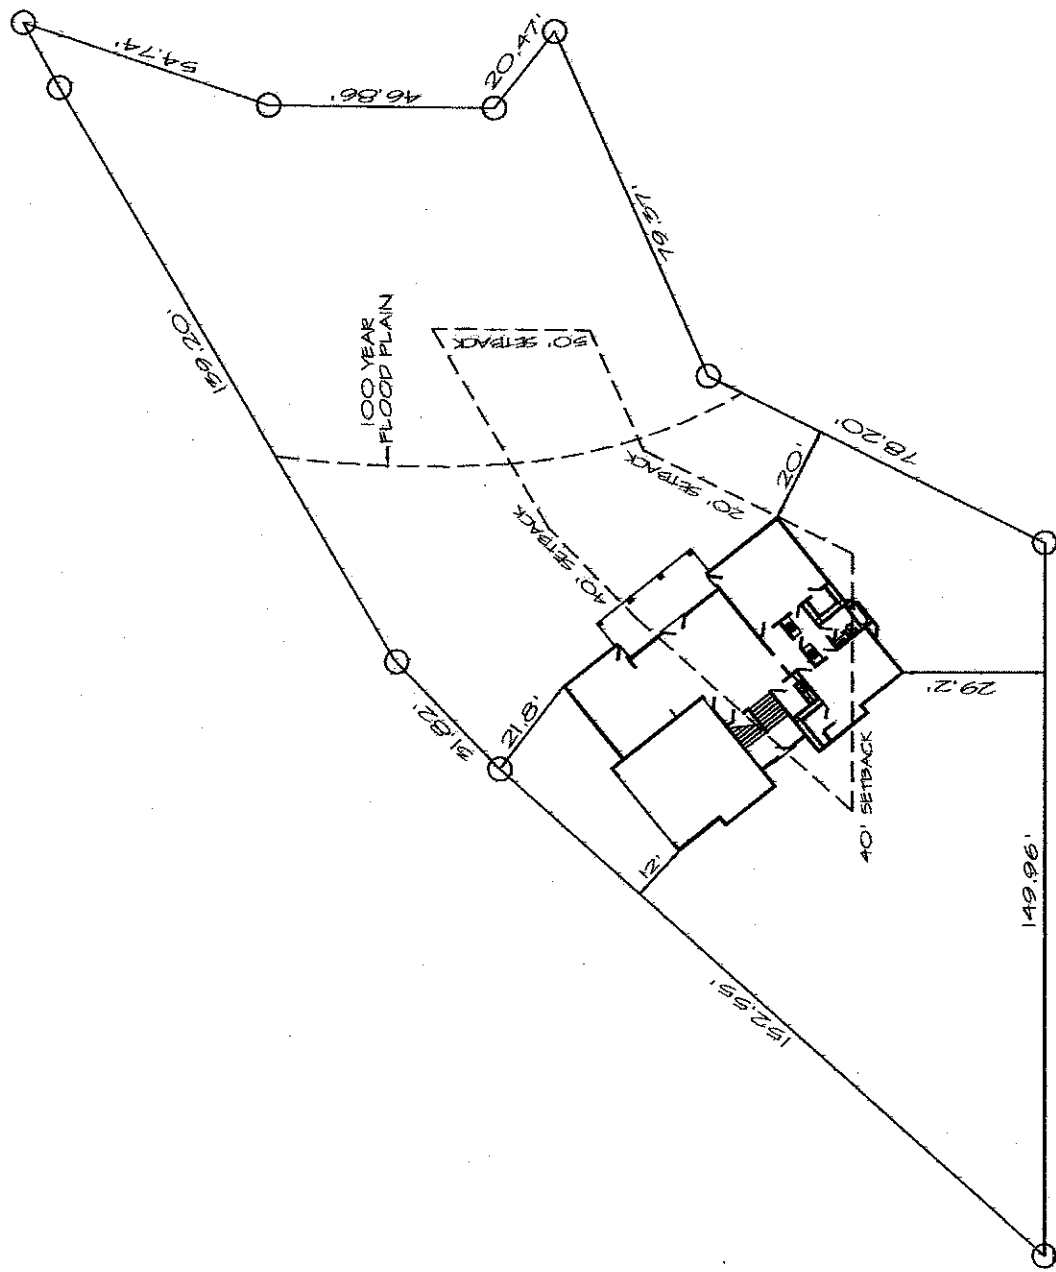 54.74'
46.86'
20.47'
159.20'
79.37'
100 YEAR
FLOOD PLAIN
50' SETBACK
40' SETBACK
20' SETBACK
20'
78.20'
31.82'
21.8'
12'
29.2'
40' SETBACK
149.96'
152.55'